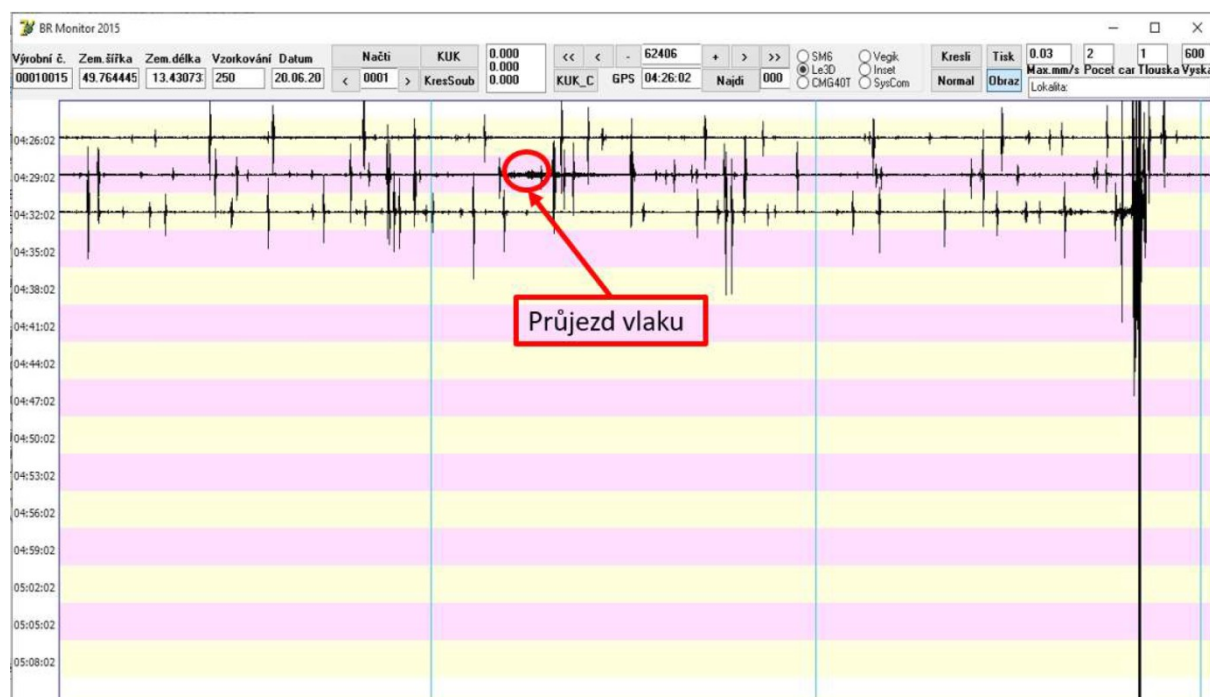 BR Monitor 2015
Výrobní č. Zem.šířka Zem.délka Vzorkování Datum
00010015 49.764445 13.43073 250 20.06.20
Načti KUK
< 0001 > KresSoub
0.000
0.000
0.000
<< < - 62406 + > >>
KUK_C GPS 04:26:02 Najdi 000
SM6 Vegik
Le3D Inset
CMG40T SysCom
Kresli Tisk 0.03 2 1 600
Normal Obraz Max.mm/s Pocet car Tlouska Vyska
Lokalita:
04:26:02
04:29:02
04:32:02
04:35:02
04:38:02
04:41:02
Průjezd vlaku
04:44:02
04:47:02
04:50:02
04:53:02
04:56:02
04:59:02
05:02:02
05:05:02
05:08:02